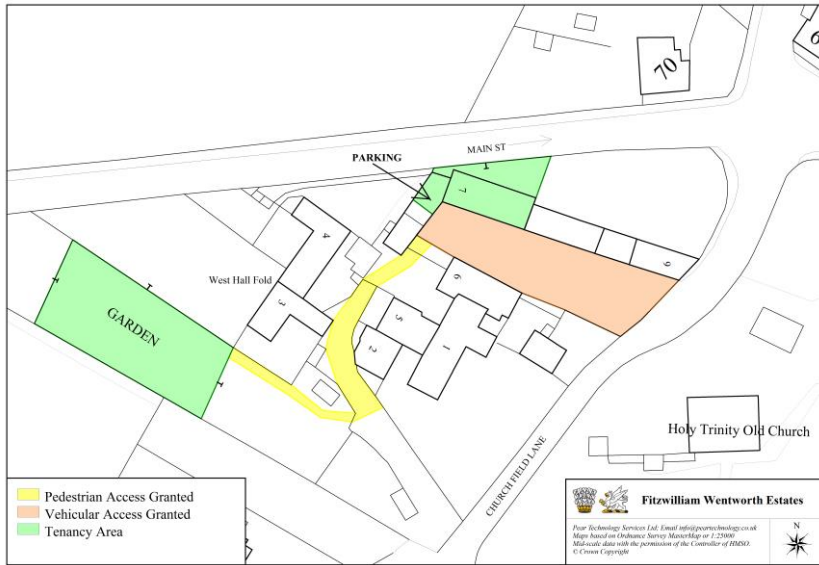 70
6
MAIN ST
PARKING
7
4
West Hall Fold
6
9
3
5
GARDEN
2
1
Holy Trinity Old Church
CHURCH FIELD LANE
Pedestrian Access Granted
Vehicular Access Granted
Tenancy Area
Fitzwilliam Wentworth Estates
Pear Technology Services Ltd; Email info@peartechnology.co.uk
Maps based on Ordnance Survey MasterMap or 1:25000
Mid-scale data with the permission of the Controller of HMSO.
© Crown Copyright
N